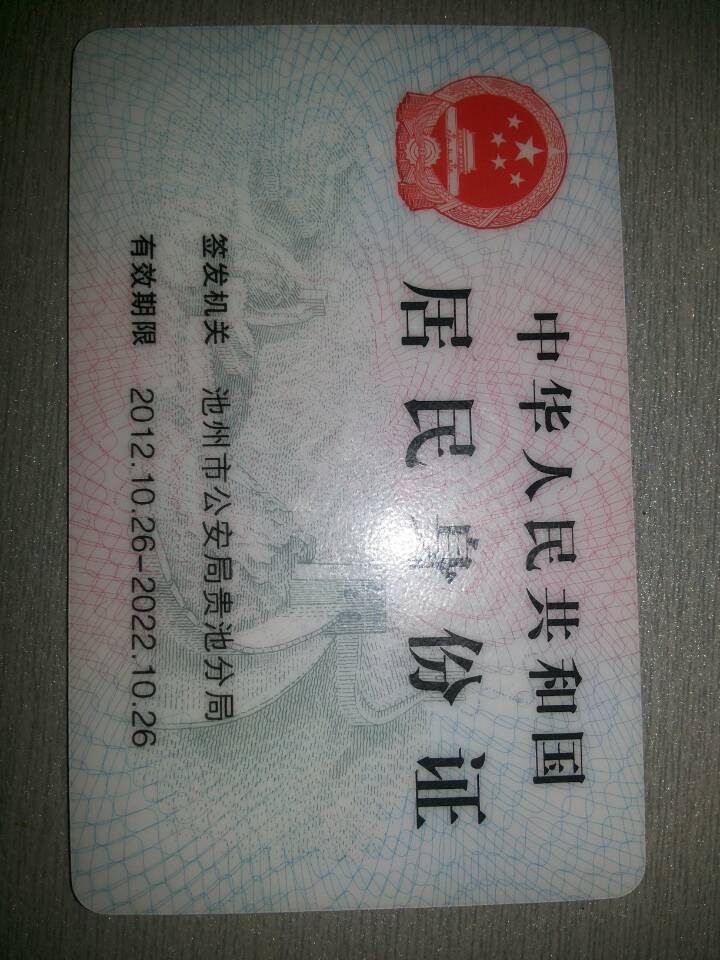 中华人民共和国
居民身份证
签发机关 池州市公安局贵池分局
有效期限 2012.10.26-2022.10.26